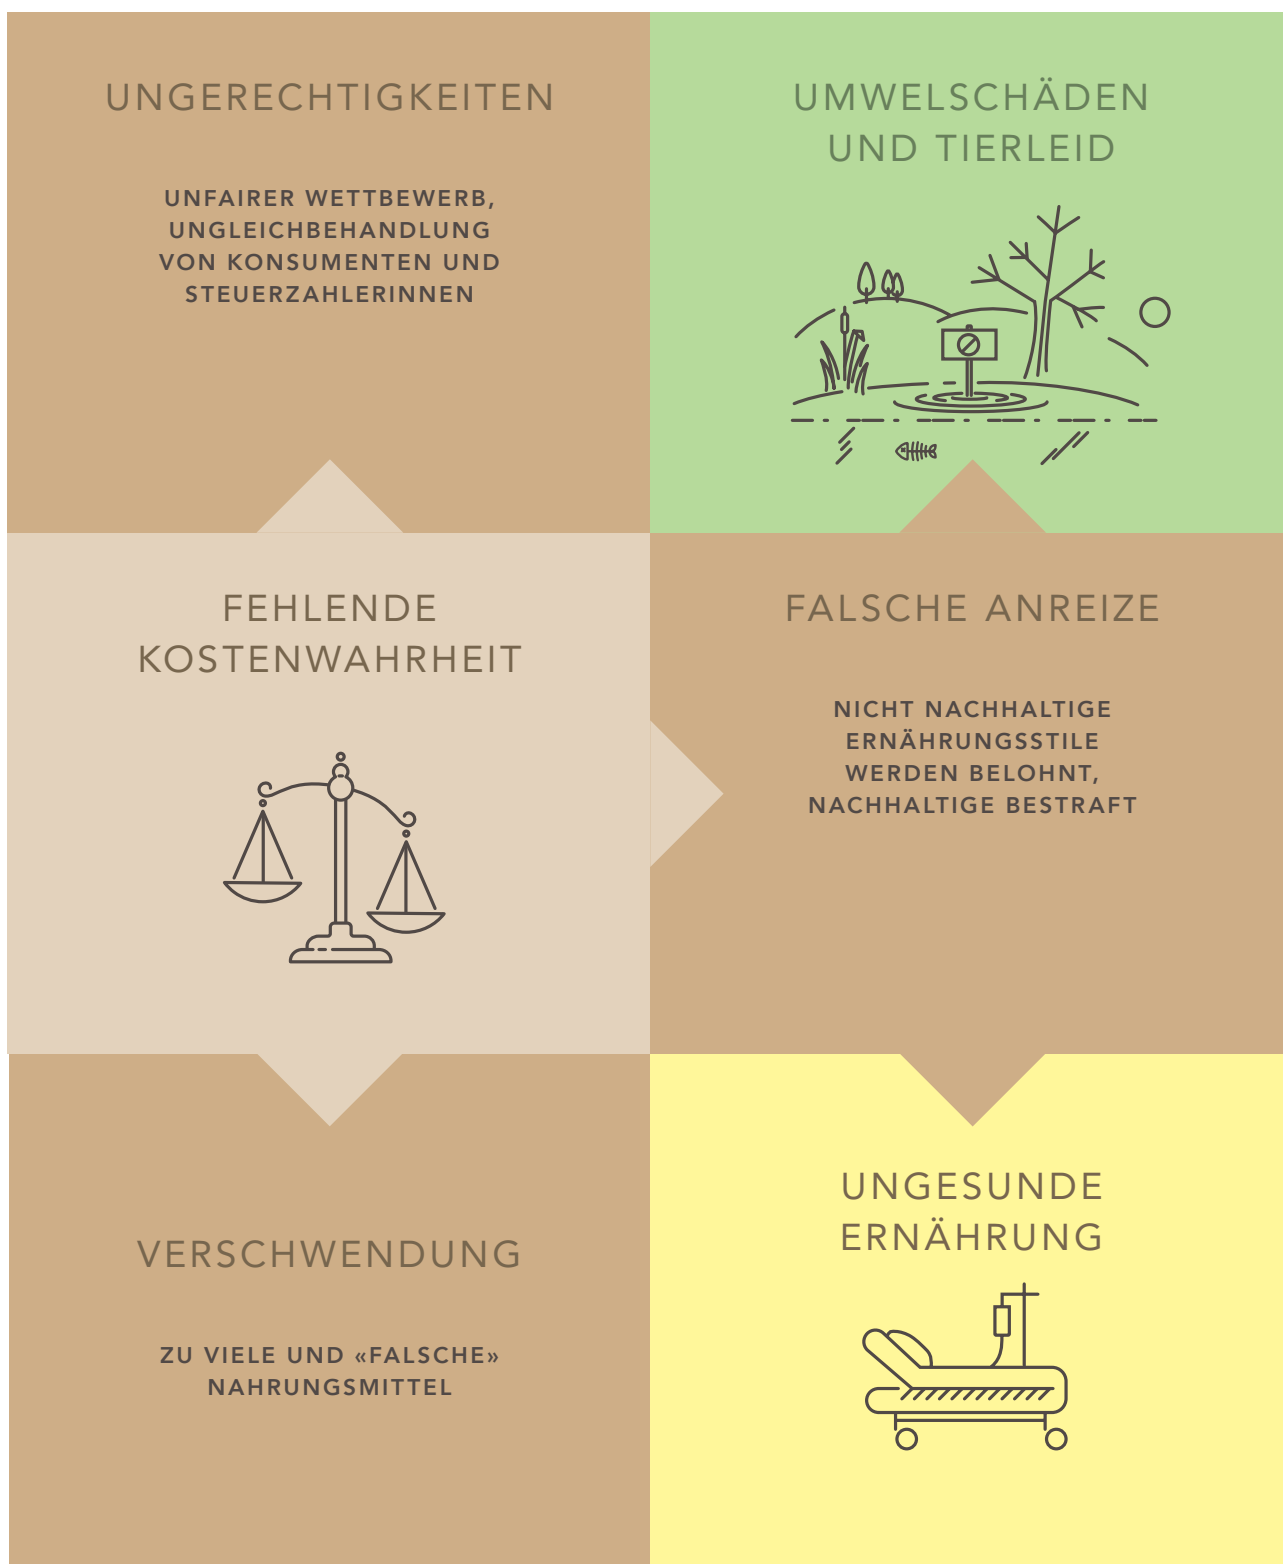 UNGERECHTIGKEITEN
UNFAIRER WETTBEWERB,
UNGLEICHBEHANDLUNG
VON KONSUMENTEN UND
STEUERZAHLERINNEN
UMWELSCHÄDEN
UND TIERLEID
FEHLENDE
KOSTENWAHRHEIT
FALSCHE ANREIZE
NICHT NACHHALTIGE
ERNÄHRUNGSSTILE
WERDEN BELOHNT,
NACHHALTIGE BESTRAFT
VERSCHWENDUNG
ZU VIELE UND «FALSCHE»
NAHRUNGSMITTEL
UNGESUNDE
ERNÄHRUNG